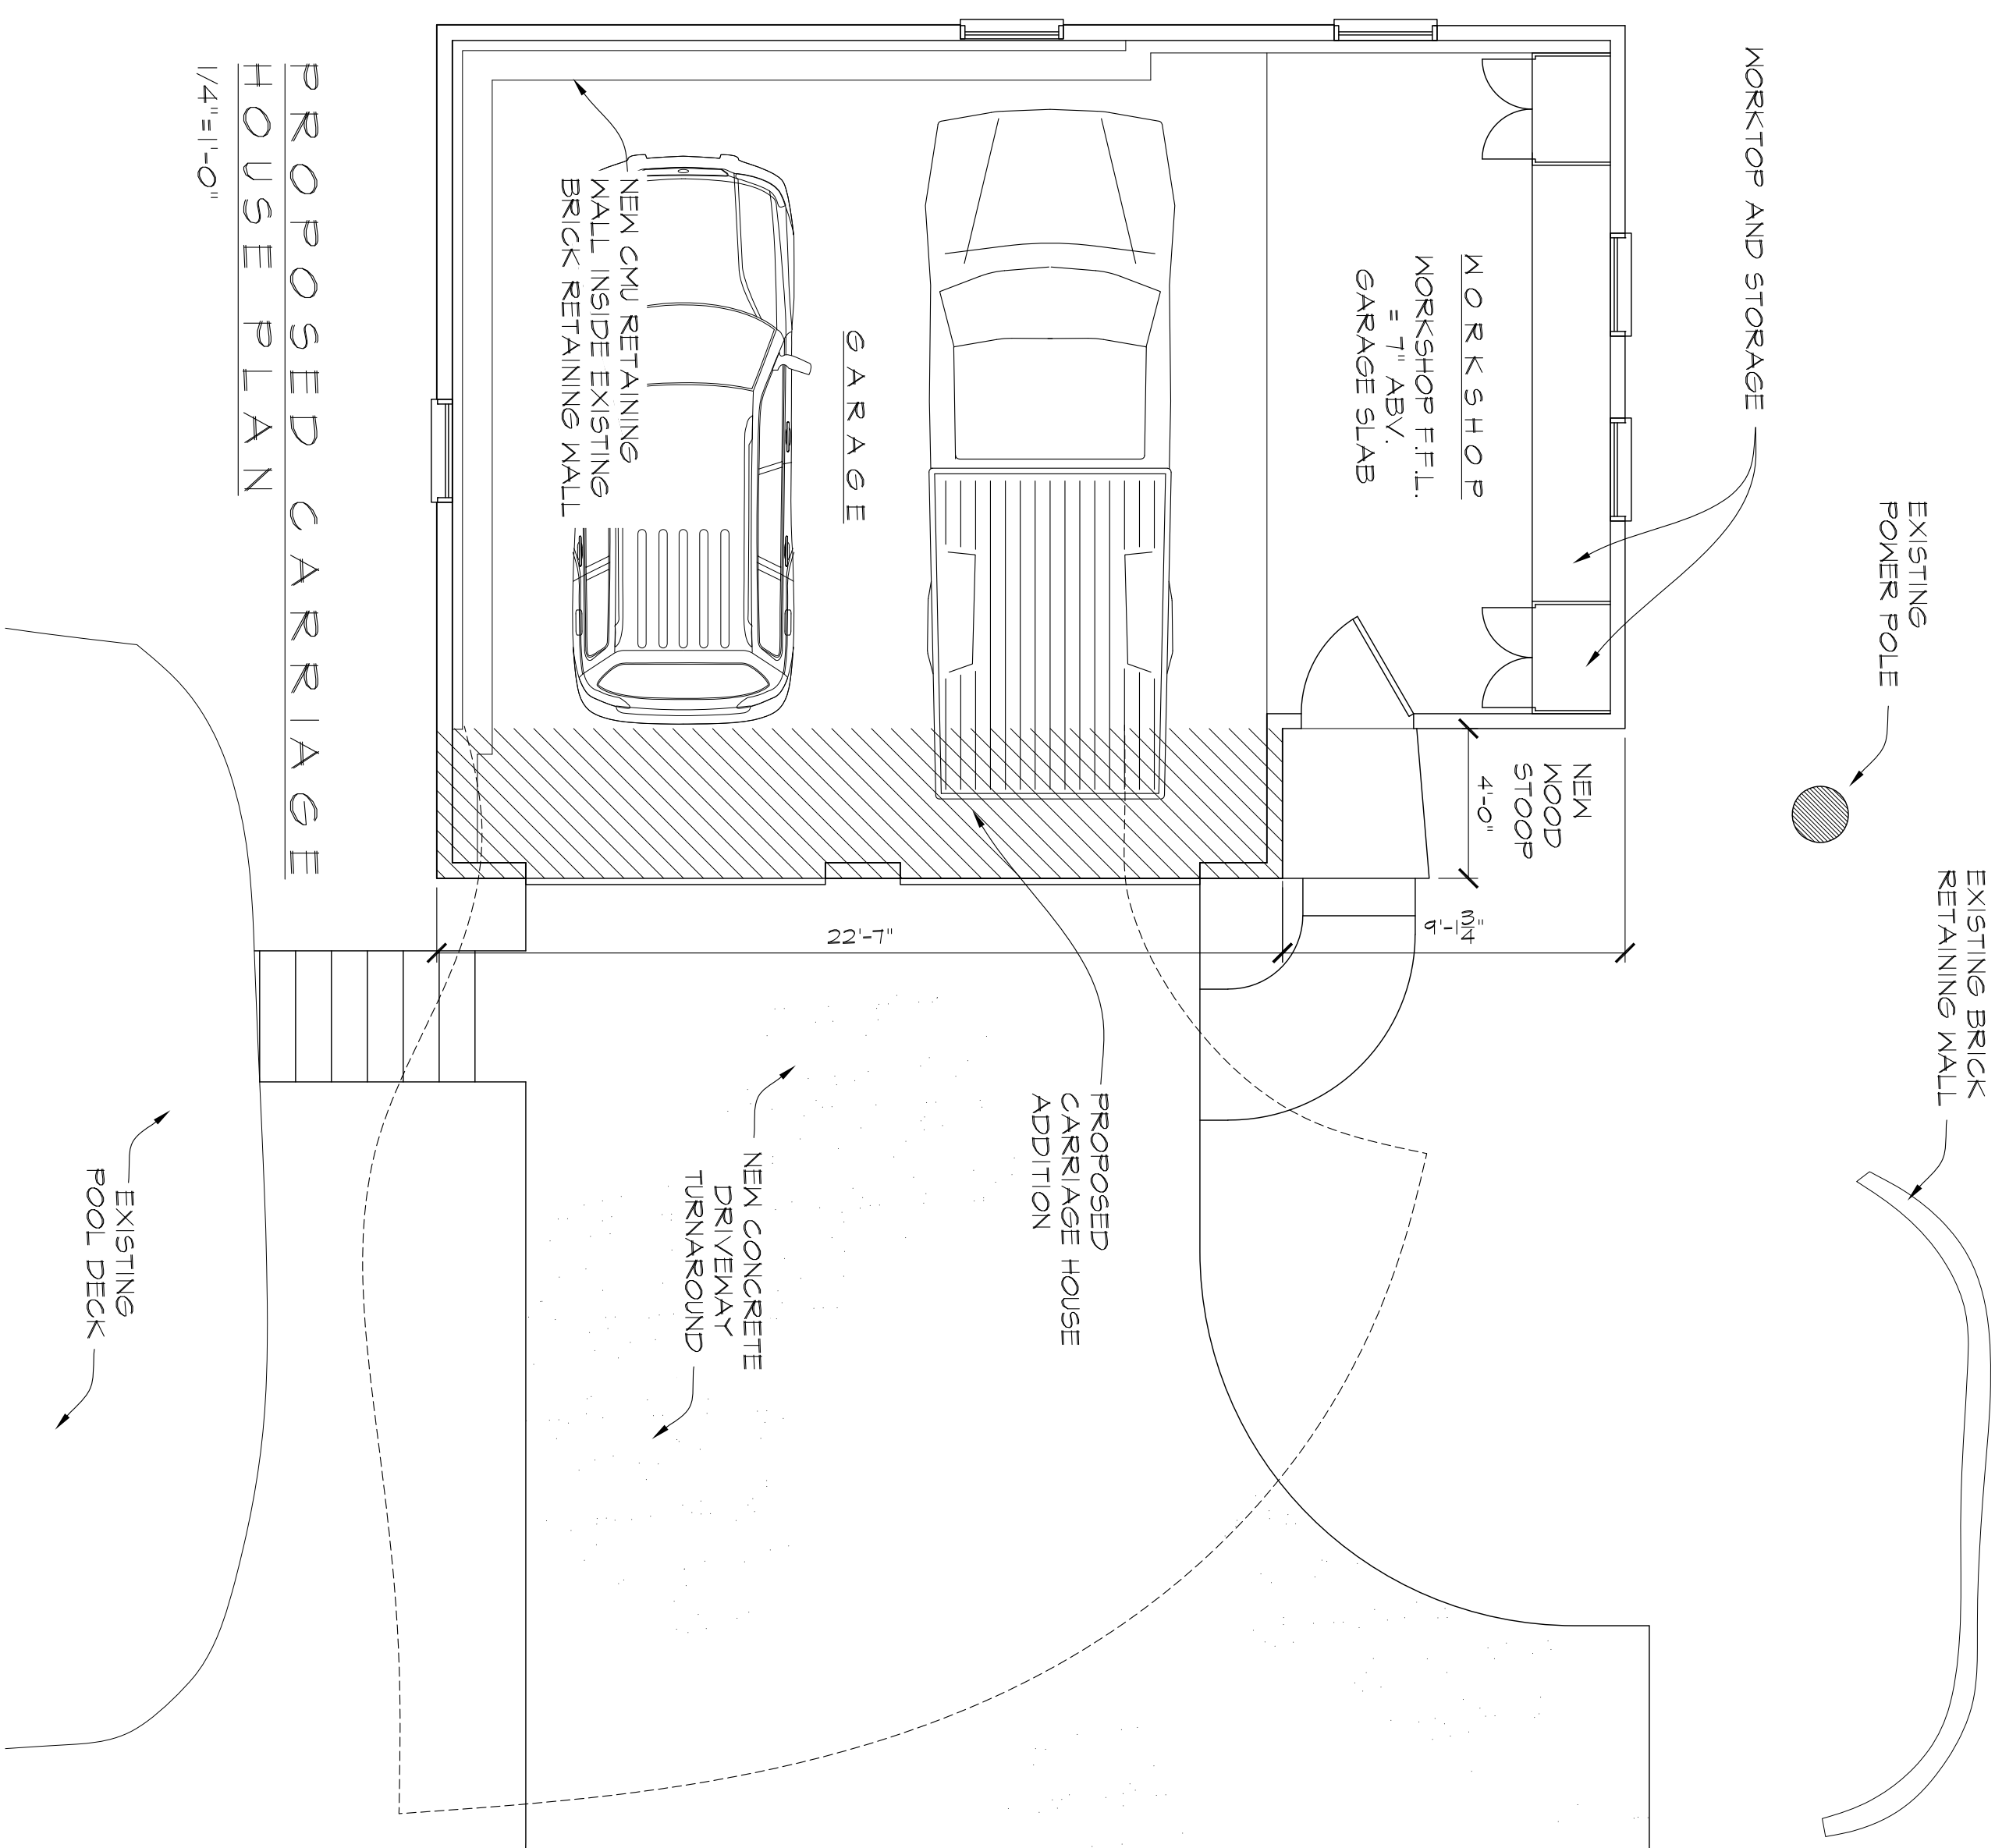 EXISTING BRICK
RETAINING WALL
EXISTING
POWER POLE
WORKTOP AND STORAGE
NEW
WOOD
STOOP
4'-0"
9'-1 3/4"
WORKSHOP
WORKSHOP F.F.L.
= 7" ABV.
GARAGE SLAB
PROPOSED
CARRIAGE HOUSE
ADDITION
22'-7"
GARAGE
NEW CONCRETE
DRIVEWAY
TURNAROUND
NEW CMU RETAINING
WALL INSIDE EXISTING
BRICK RETAINING WALL
PROPOSED CARRIAGE
HOUSE PLAN
1/4"=1'-0"
EXISTING
POOL DECK